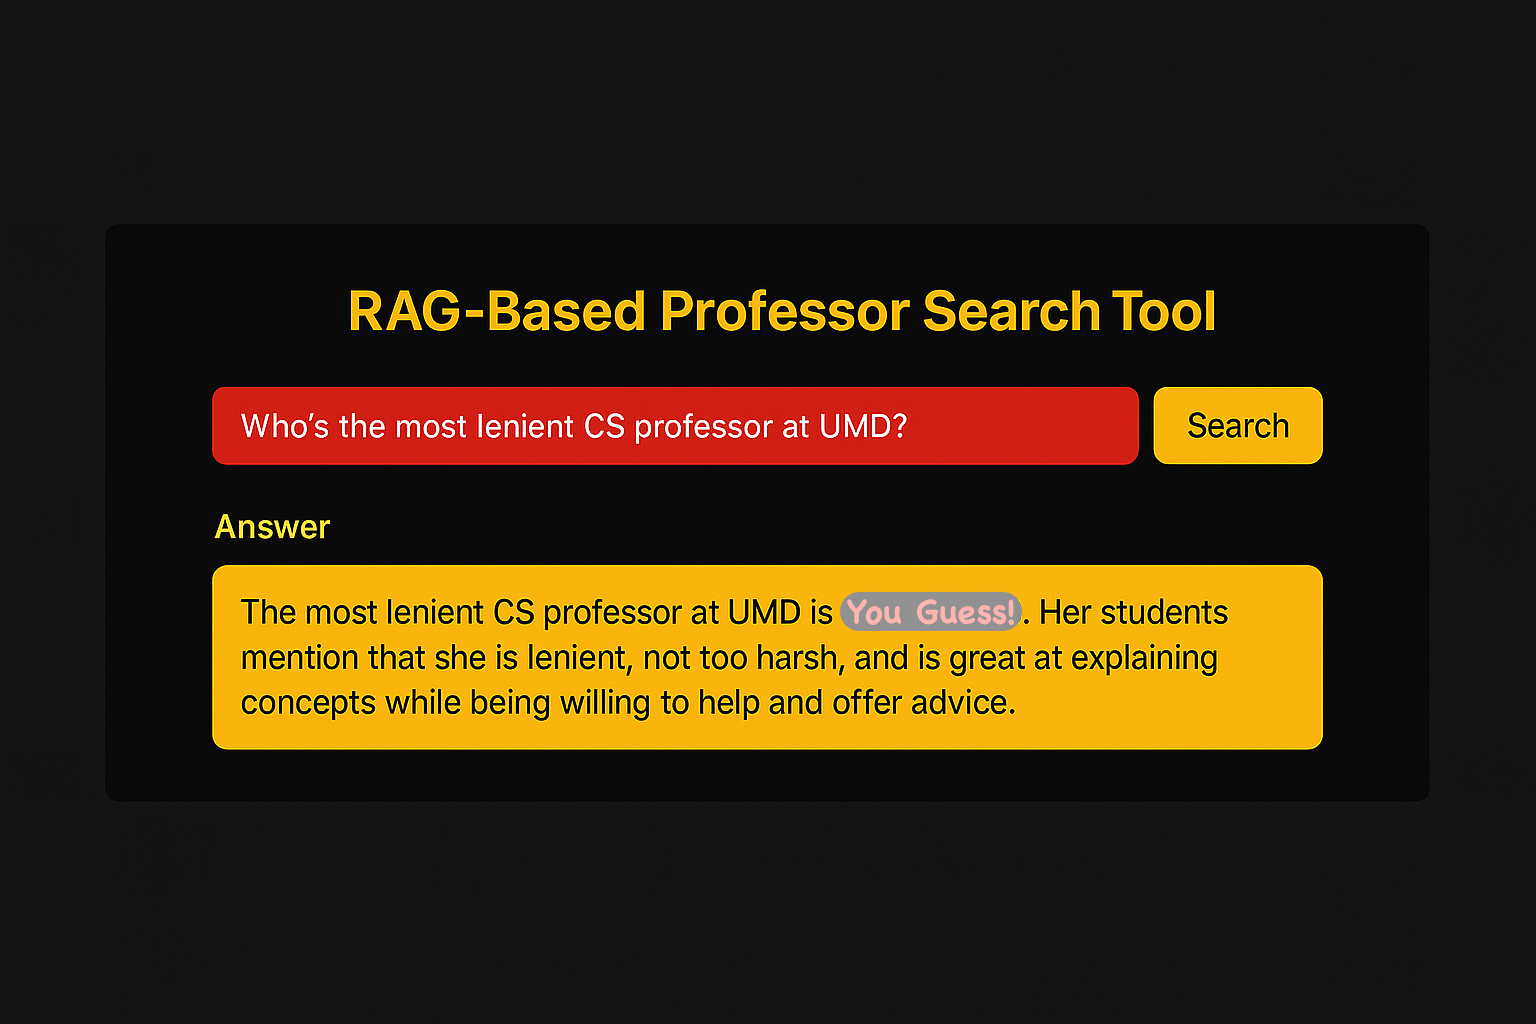 RAG-Based Professor Search Tool
Who's the most lenient CS professor at UMD?
Search
Answer
The most lenient CS professor at UMD is You Guess!. Her students
mention that she is lenient, not too harsh, and is great at explaining
concepts while being willing to help and offer advice.